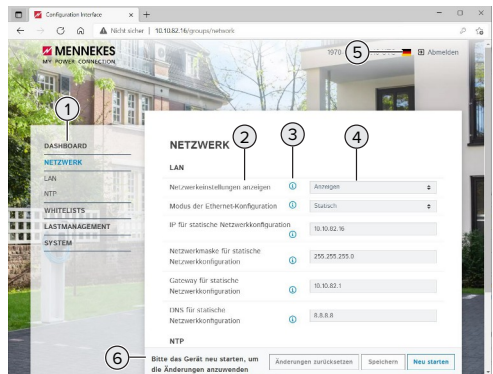 Configuration Interface
Nicht sicher | 10.10.82.16/groups/network
MENNEKES
MY POWER CONNECTION
1970
5
Abmelden
1
DASHBOARD
NETZWERK
LAN
NTP
WHITELISTS
LASTMANAGEMENT
SYSTEM
NETZWERK
2
3
4
LAN
Netzwerkeinstellungen anzeigen
Anzeigen
Modus der Ethernet-Konfiguration
Statisch
IP für statische Netzwerkkonfiguration
10.10.82.16
Netzwerkmaske für statische
Netzwerkkonfiguration
255.255.255.0
Gateway für statische
Netzwerkkonfiguration
10.10.82.1
DNS für statische
Netzwerkkonfiguration
8.8.8.8
NTP
6
Bitte das Gerät neu starten, um
die Änderungen anzuwenden
Änderungen zurücksetzen
Speichern
Neu starten